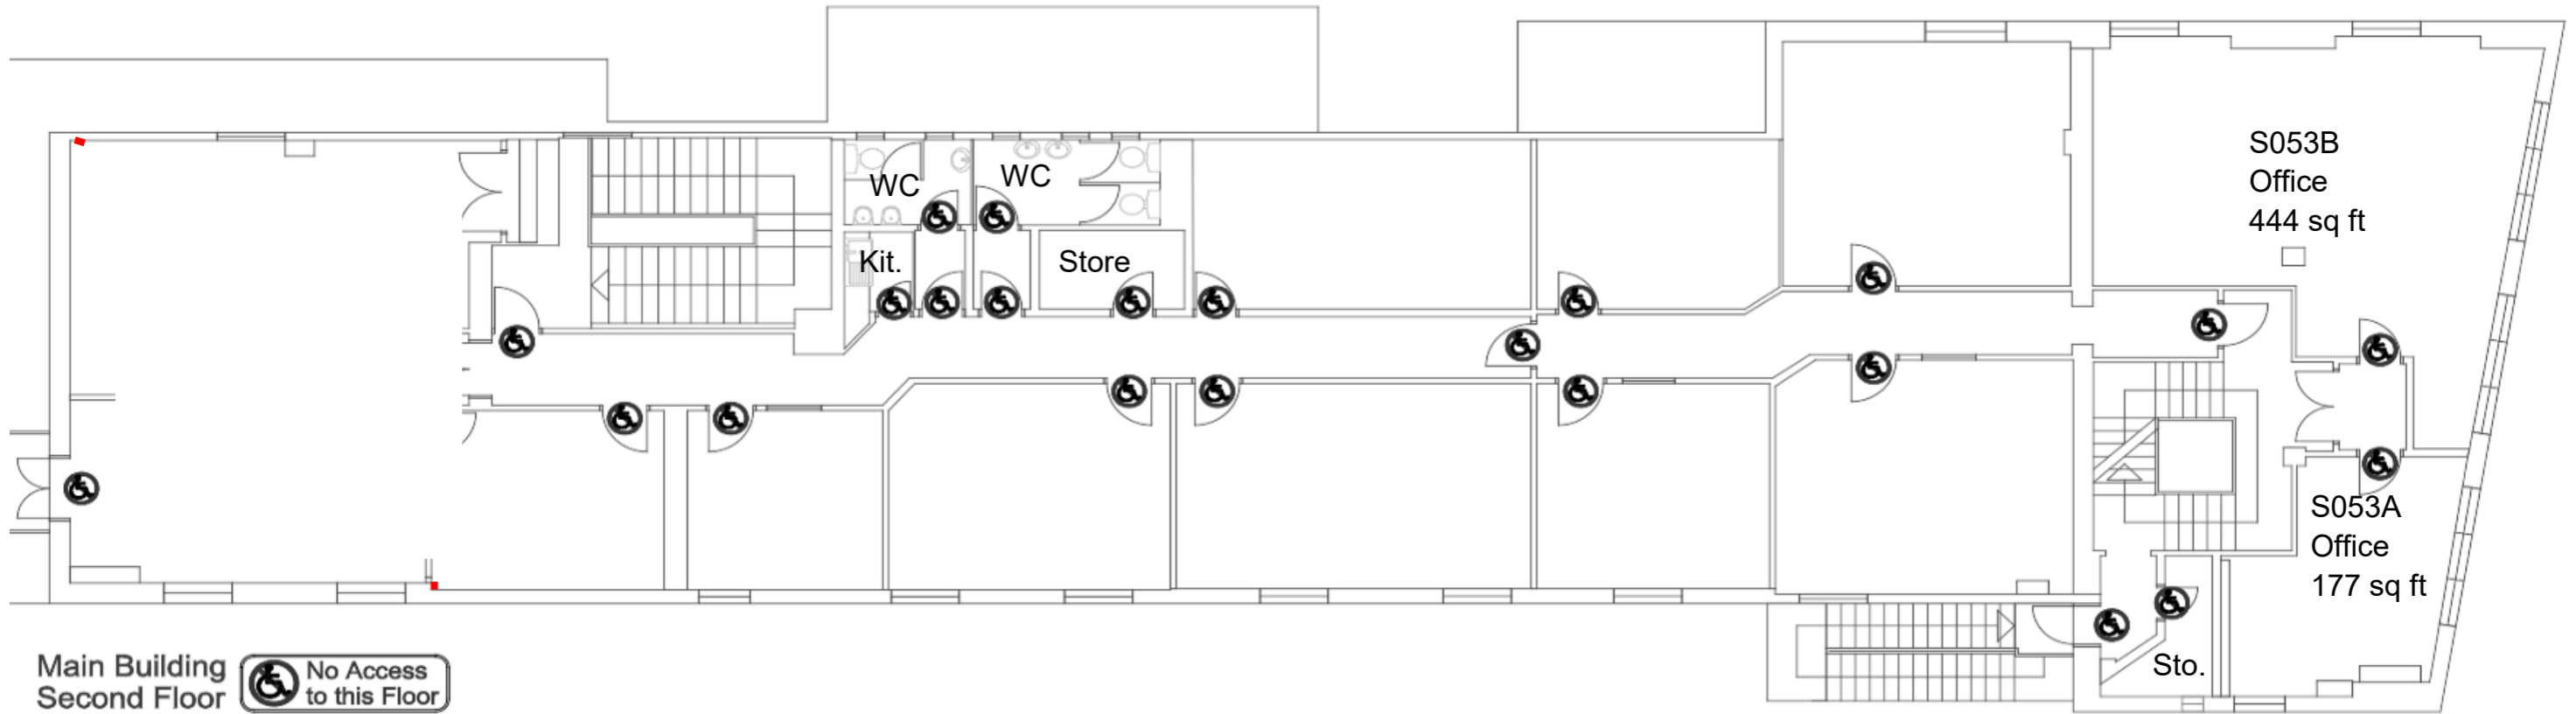 S053B
Office
444 sq ft
WC
WC
Kit.
Store
S053A
Office
177 sq ft
Sto.
Main Building
Second Floor
No Access
to this Floor